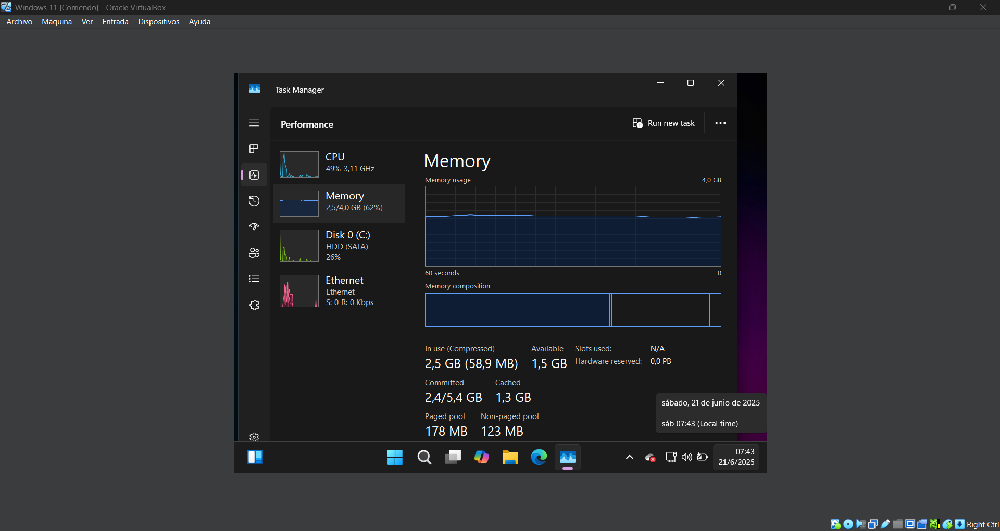 Windows 11 [Corriendo] - Oracle VirtualBox
Archivo Máquina Ver Entrada Dispositivos Ayuda
Task Manager
Performance
Run new task
CPU
49% 3,11 GHz
Memory
2,5/4,0 GB (62%)
Disk 0 (C:)
HDD (SATA)
26%
Ethernet
Ethernet
S: 0 R: 0 Kbps
Memory
Memory usage 4,0 GB
60 seconds 0
Memory composition
In use (Compressed) Available Slots used: N/A
2,5 GB (58,9 MB) 1,5 GB Hardware reserved: 0,0 PB
Committed Cached
2,4/5,4 GB 1,3 GB
Paged pool Non-paged pool
178 MB 123 MB
sábado, 21 de junio de 2025
sáb 07:43 (Local time)
07:43
21/6/2025
Right Ctrl